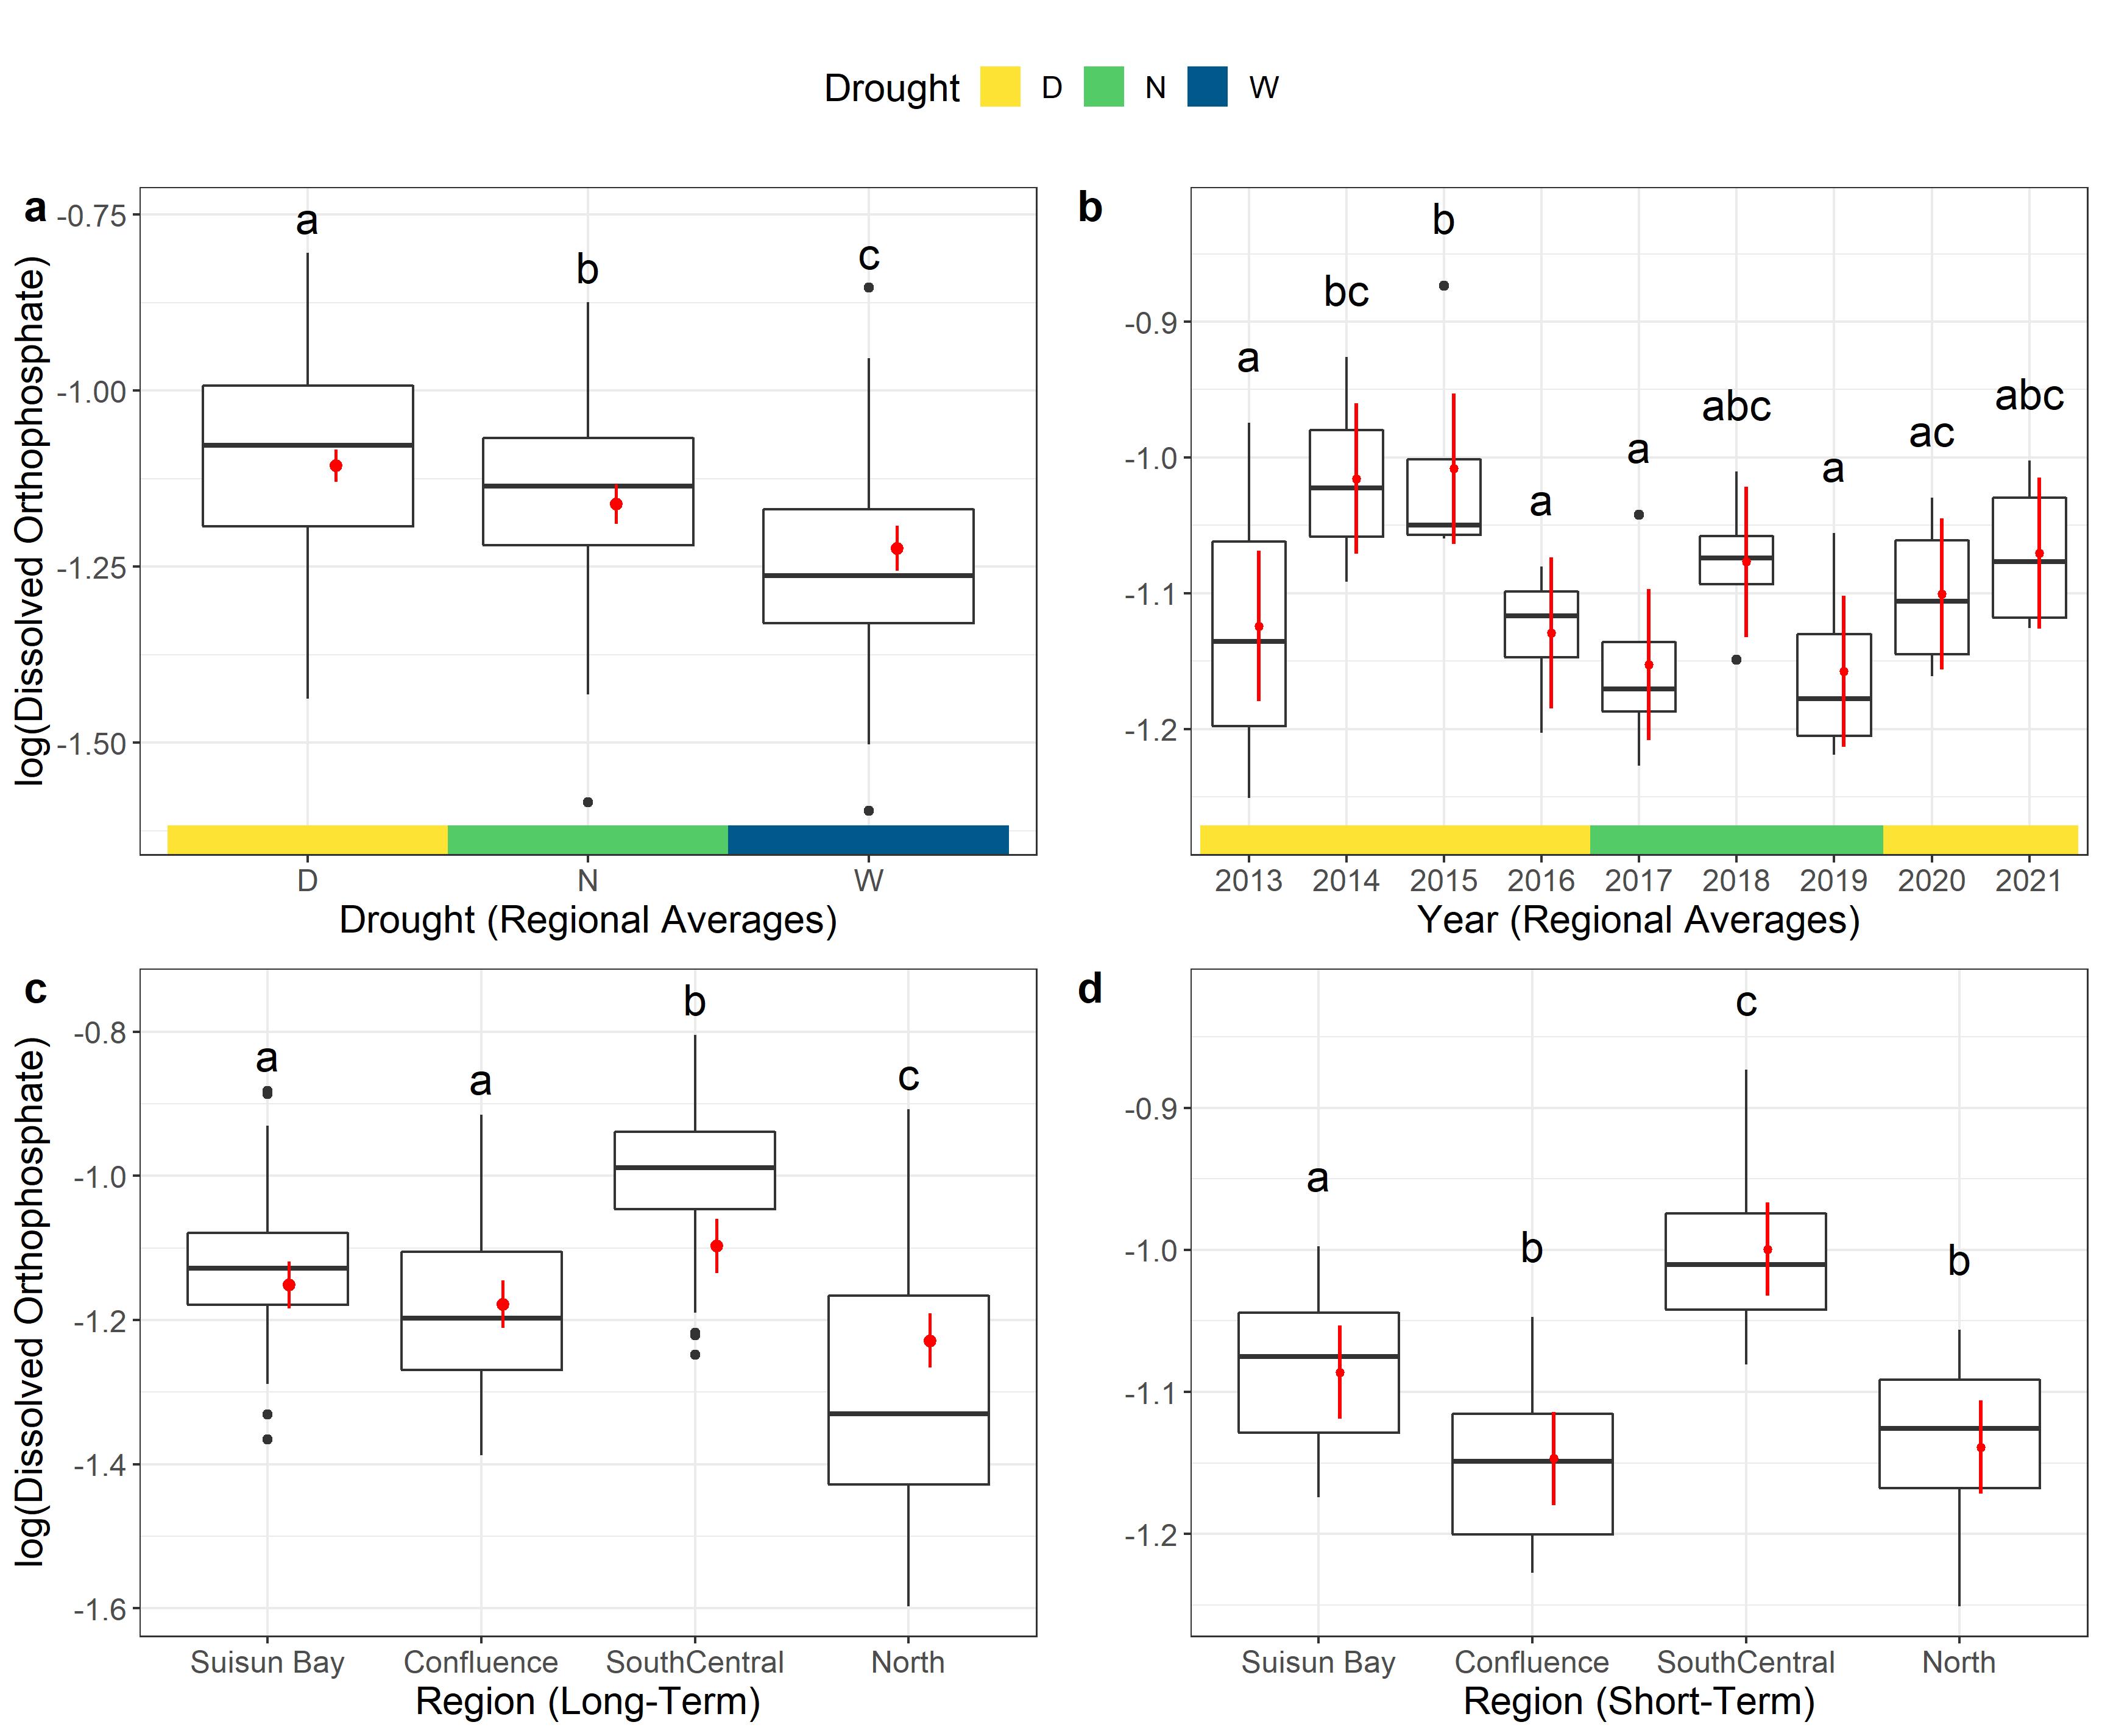 Drought D N W
a
log(Dissolved Orthophosphate)
-0.75
-1.00
-1.25
-1.50
a
b
c
D N W
Drought (Regional Averages)
b
-0.9
-1.0
-1.1
-1.2
a
bc
b
a
a
abc
a
ac
abc
2013 2014 2015 2016 2017 2018 2019 2020 2021
Year (Regional Averages)
c
log(Dissolved Orthophosphate)
-0.8
-1.0
-1.2
-1.4
-1.6
a
a
b
c
Suisun Bay Confluence SouthCentral North
Region (Long-Term)
d
-0.9
-1.0
-1.1
-1.2
a
b
c
b
Suisun Bay Confluence SouthCentral North
Region (Short-Term)